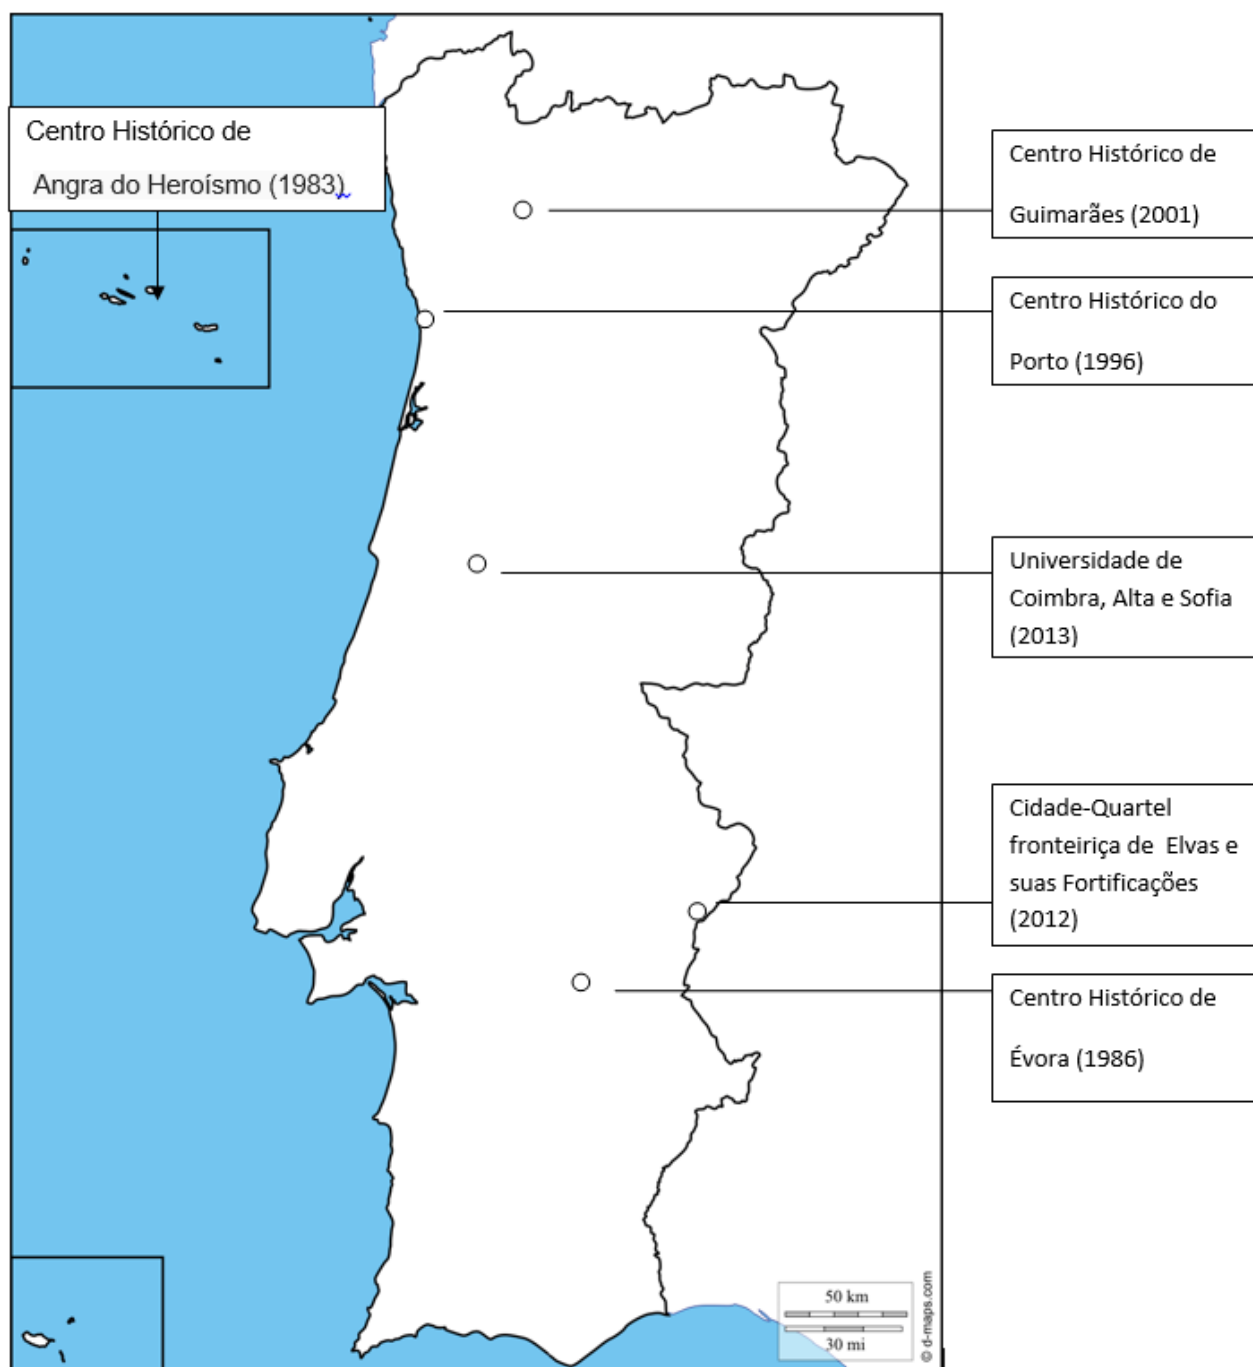 Centro Histórico de
Angra do Heroísmo (1983)
Centro Histórico de
Guimarães (2001)
Centro Histórico do
Porto (1996)
Universidade de
Coimbra, Alta e Sofia
(2013)
Cidade-Quartel
fronteiriça de  Elvas e
suas Fortificações
(2012)
Centro Histórico de
Évora (1986)
50 km
30 mi
© d-maps.com